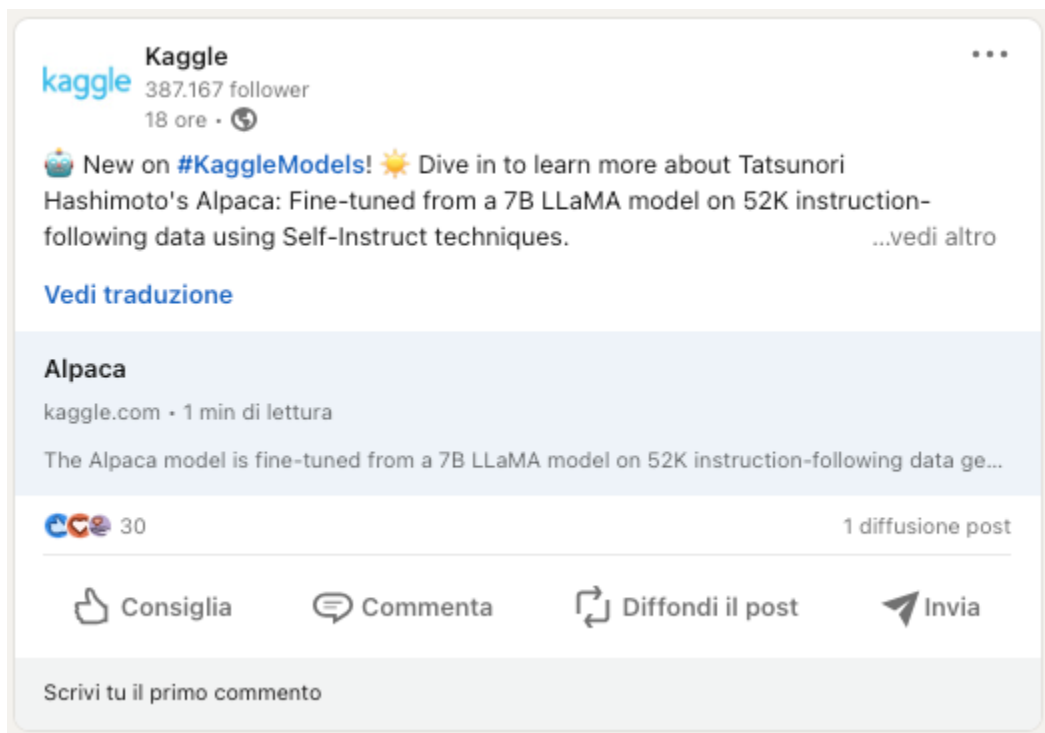 kaggle
Kaggle
387.167 follower
18 ore •
🤖 New on #KaggleModels! ☀️ Dive in to learn more about Tatsunori
Hashimoto's Alpaca: Fine-tuned from a 7B LLaMA model on 52K instruction-
following data using Self-Instruct techniques. ...vedi altro
Vedi traduzione
Alpaca
kaggle.com • 1 min di lettura
The Alpaca model is fine-tuned from a 7B LLaMA model on 52K instruction-following data ge...
30 1 diffusione post
Consiglia Commenta Diffondi il post Invia
Scrivi tu il primo commento